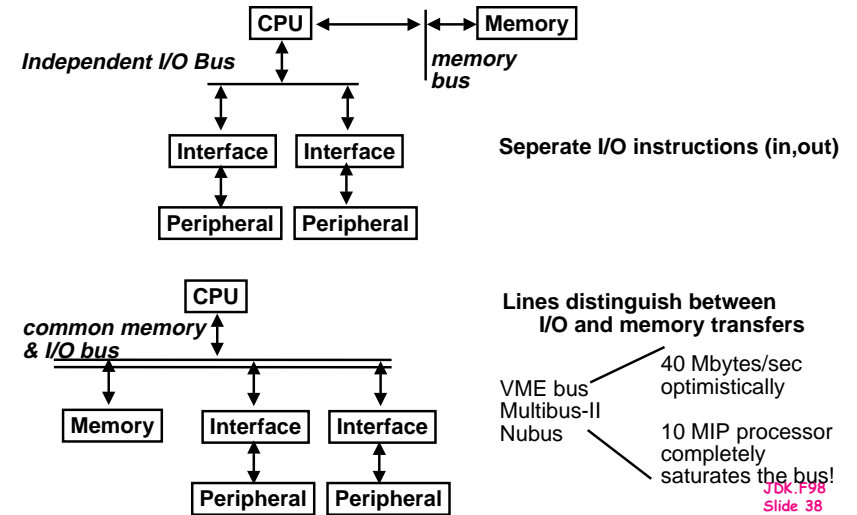 CPU
Memory
Independent I/O Bus
memory
bus
Interface Interface
Seperate I/O instructions (in,out)
Peripheral Peripheral
CPU
common memory
& I/O bus
Memory
Interface Interface
Peripheral Peripheral
Lines distinguish between
I/O and memory transfers
VME bus
Multibus-II
Nubus
40 Mbytes/sec
optimistically
10 MIP processor
completely
saturates the bus!
JDK.F98
Slide 38